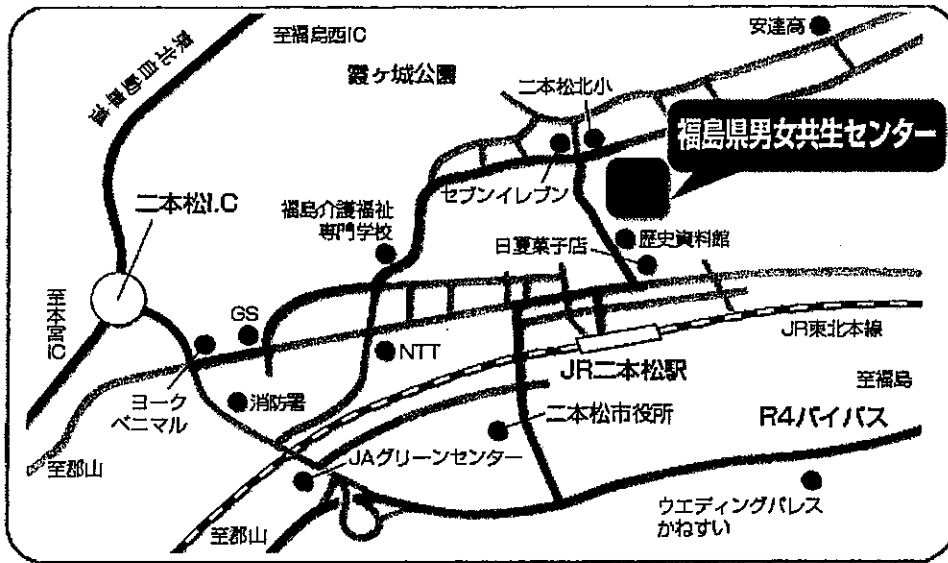 安達高
至福島西IC
東北自動車道
霞ヶ城公園
二本松北小
福島県男女共生センター
セブンイレブン
二本松I.C
福島介護福祉
専門学校
日夏菓子店
歴史資料館
至本宮
IC
GS
NTT
JR東北本線
JR二本松駅
至福島
ヨーク
ベニマル
消防署
二本松市役所
R4バイパス
至郡山
JAグリーンセンター
ウエディングパレス
かねすい
至郡山